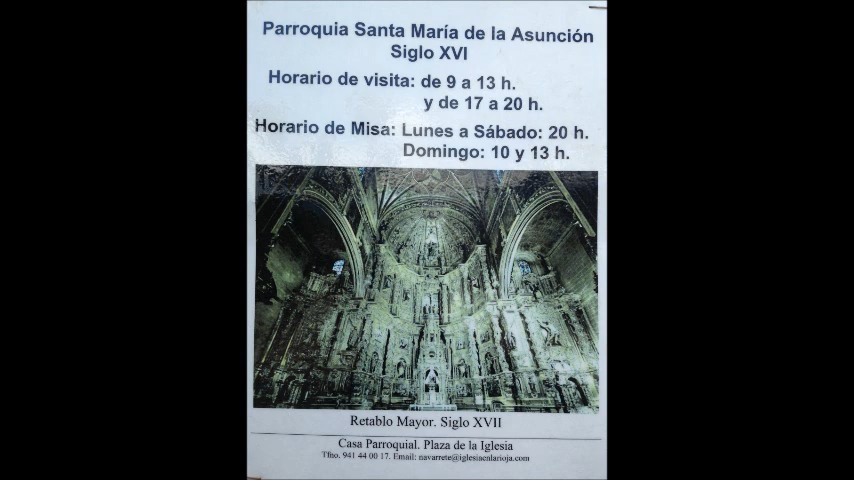 Parroquia Santa María de la Asunción
Siglo XVI
Horario de visita: de 9 a 13 h.
y de 17 a 20 h.
Horario de Misa: Lunes a Sábado: 20 h.
Domingo: 10 y 13 h.
Retablo Mayor. Siglo XVII
Casa Parroquial. Plaza de la Iglesia
Tfno. 941 44 00 17. Email: navarrete@iglesiaenlarioja.com